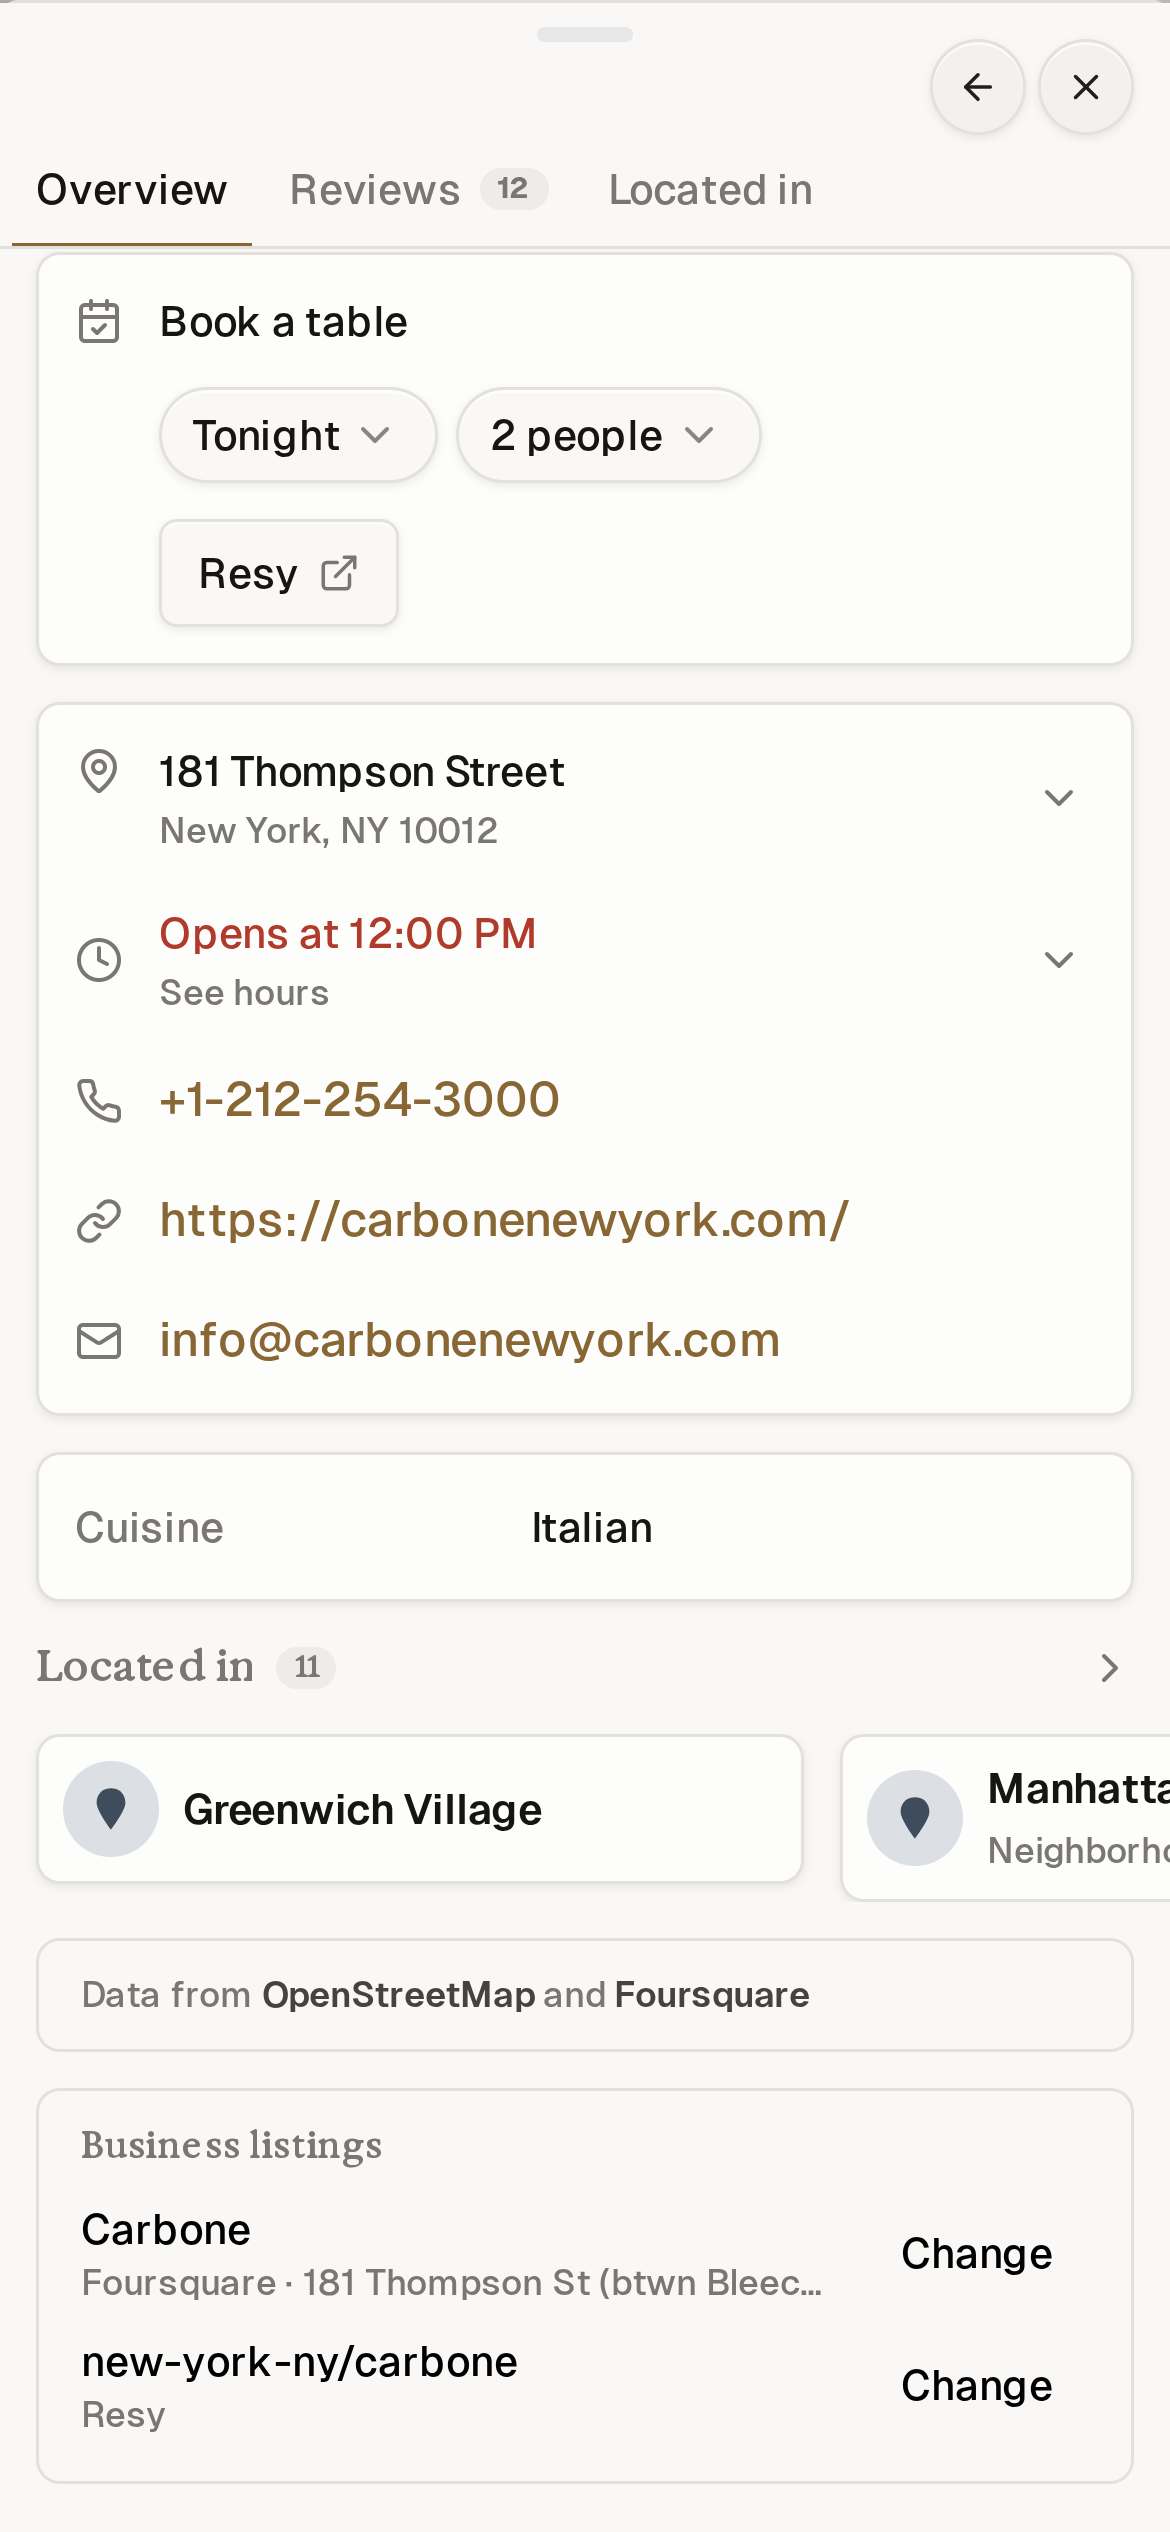 Overview
Reviews 12
Located in
Book a table
Tonight
2 people
Resy
181 Thompson Street
New York, NY 10012
Opens at 12:00 PM
See hours
+1-212-254-3000
https://carbonenewyork.com/
info@carbonenewyork.com
Cuisine
Italian
Located in 11
Greenwich Village
Manhatta
Neighborho
Data from OpenStreetMap and Foursquare
Business listings
Carbone
Foursquare · 181 Thompson St (btwn Bleec...
Change
new-york-ny/carbone
Resy
Change